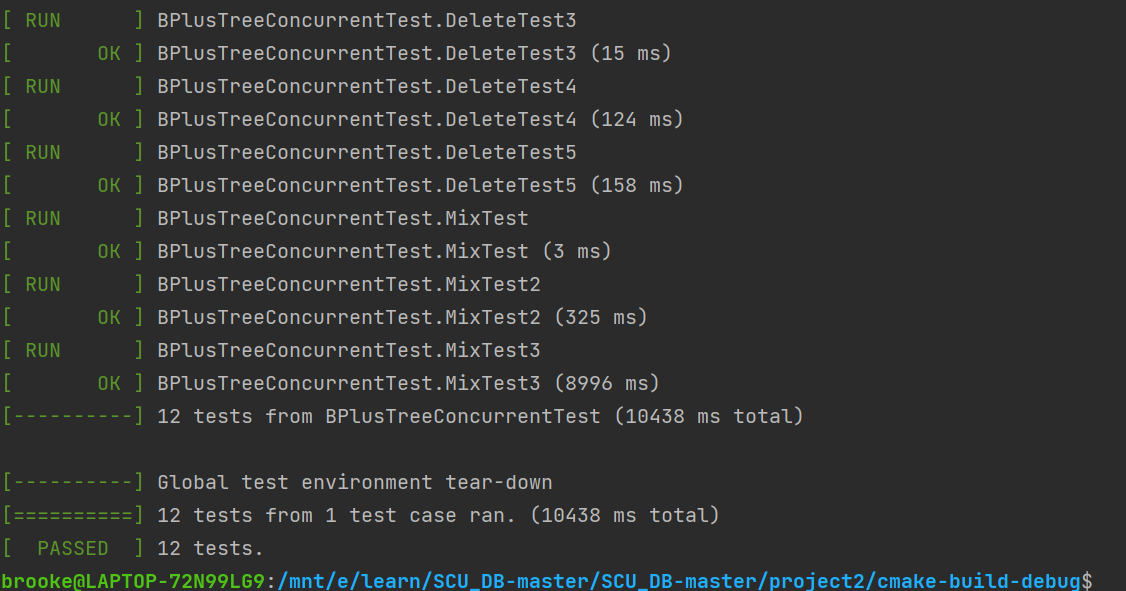 [ RUN      ] BPlusTreeConcurrentTest.DeleteTest3
[       OK ] BPlusTreeConcurrentTest.DeleteTest3 (15 ms)
[ RUN      ] BPlusTreeConcurrentTest.DeleteTest4
[       OK ] BPlusTreeConcurrentTest.DeleteTest4 (124 ms)
[ RUN      ] BPlusTreeConcurrentTest.DeleteTest5
[       OK ] BPlusTreeConcurrentTest.DeleteTest5 (158 ms)
[ RUN      ] BPlusTreeConcurrentTest.MixTest
[       OK ] BPlusTreeConcurrentTest.MixTest (3 ms)
[ RUN      ] BPlusTreeConcurrentTest.MixTest2
[       OK ] BPlusTreeConcurrentTest.MixTest2 (325 ms)
[ RUN      ] BPlusTreeConcurrentTest.MixTest3
[       OK ] BPlusTreeConcurrentTest.MixTest3 (8996 ms)
[----------] 12 tests from BPlusTreeConcurrentTest (10438 ms total)

[----------] Global test environment tear-down
[==========] 12 tests from 1 test case ran. (10438 ms total)
[  PASSED  ] 12 tests.
brooke@LAPTOP-72N99LG9:/mnt/e/learn/SCU_DB-master/SCU_DB-master/project2/cmake-build-debug$